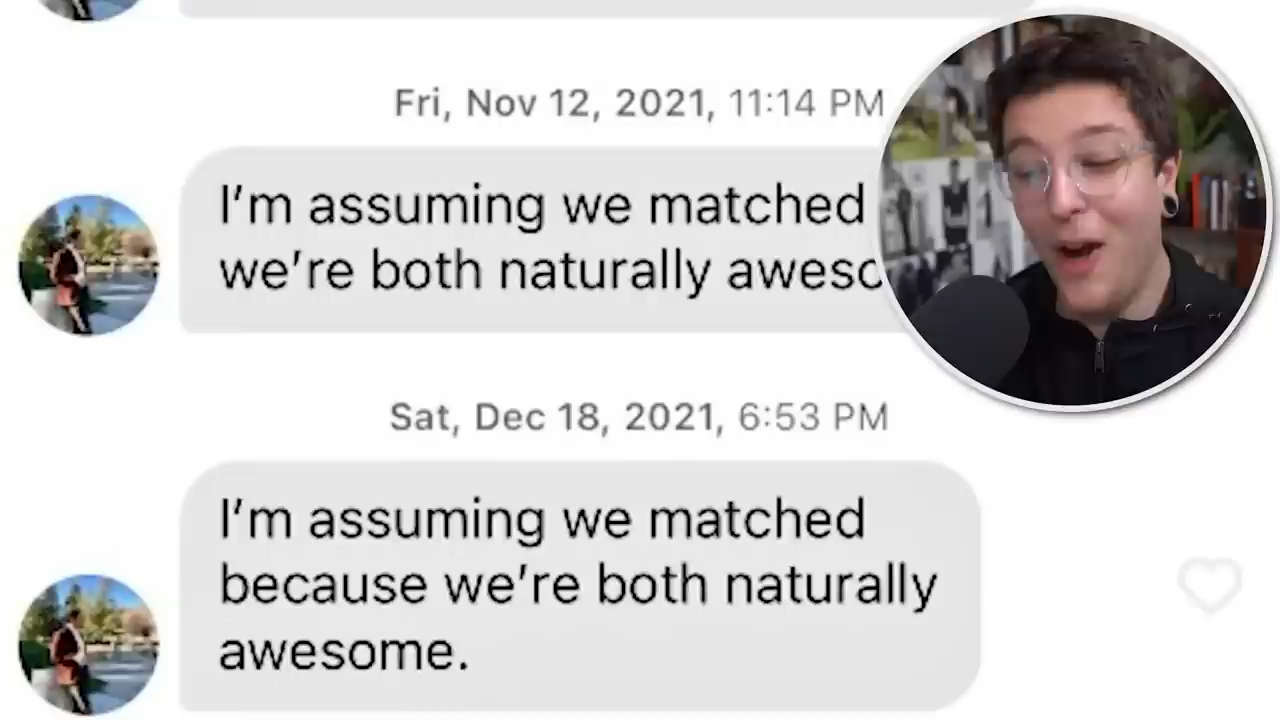 Fri, Nov 12, 2021, 11:14 PM
I'm assuming we matched
we're both naturally
Sat, Dec 18, 2021, 6:53 PM
I'm assuming we matched
because we're both naturally
awesome.